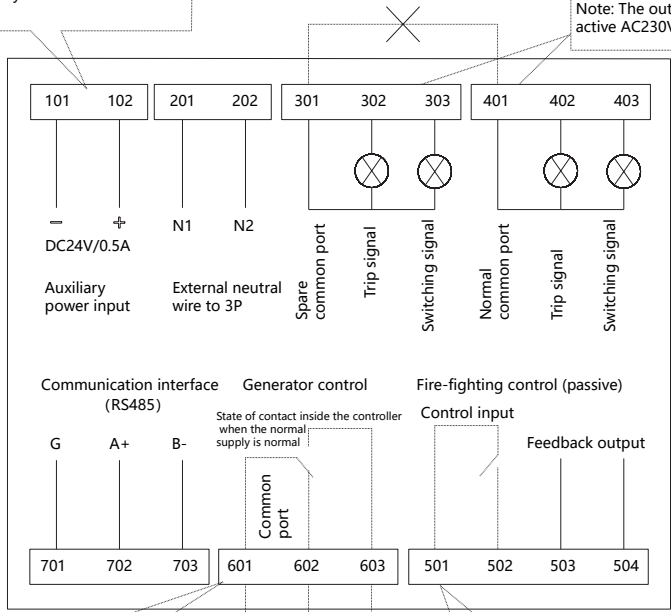 Note: The out
active AC230V
101 102 201 202 301 302 303 401 402 403
− +
DC24V/0.5A
N1 N2
Auxiliary
power input
External neutral
wire to 3P
Spare
common port
Trip signal
Switching signal
Normal
common port
Trip signal
Switching signal
Communication interface
(RS485)
Generator control
Fire-fighting control (passive)
State of contact inside the controller
when the normal
supply is normal
Control input
G A+ B-
Feedback output
Common
port
701 702 703 601 602 603 501 502 503 504